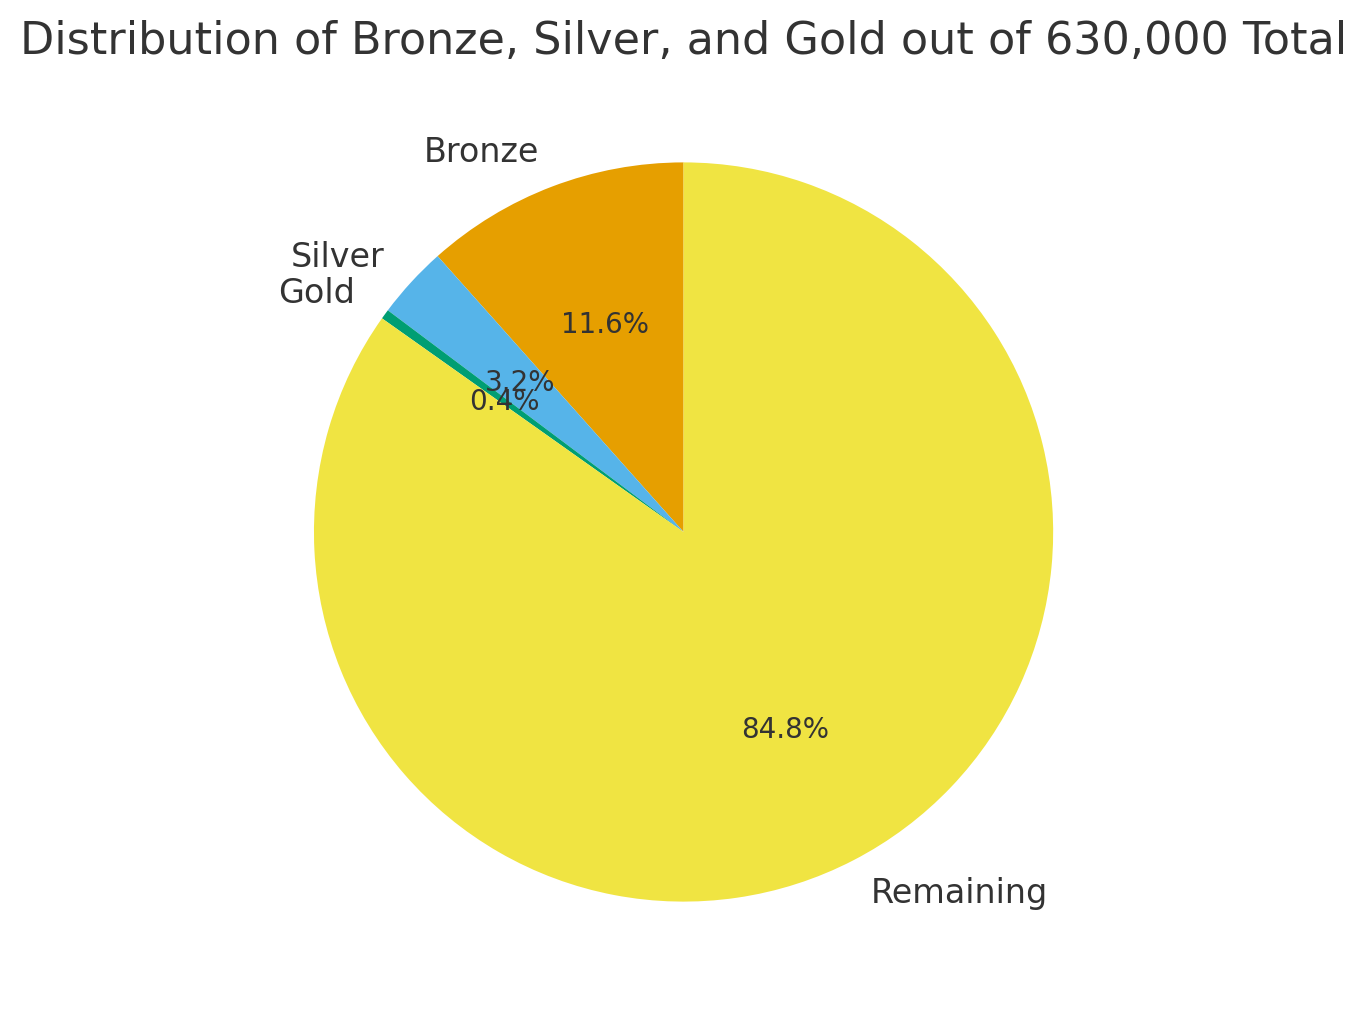 Distribution of Bronze, Silver, and Gold out of 630,000 Total
Bronze
Silver
Gold
11.6%
3.2%
0.4%
84.8%
Remaining